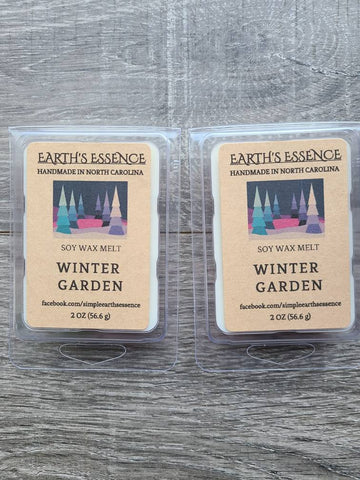 EARTH'S ESSENCE
HANDMADE IN NORTH CAROLINA
SOY WAX MELT
WINTER
GARDEN
facebook.com/simpleearthsessence
2 OZ (56.6 g)
EARTH'S ESSENCE
HANDMADE IN NORTH CAROLINA
SOY WAX MELT
WINTER
GARDEN
facebook.com/simpleearthsessence
2 OZ (56.6 g)